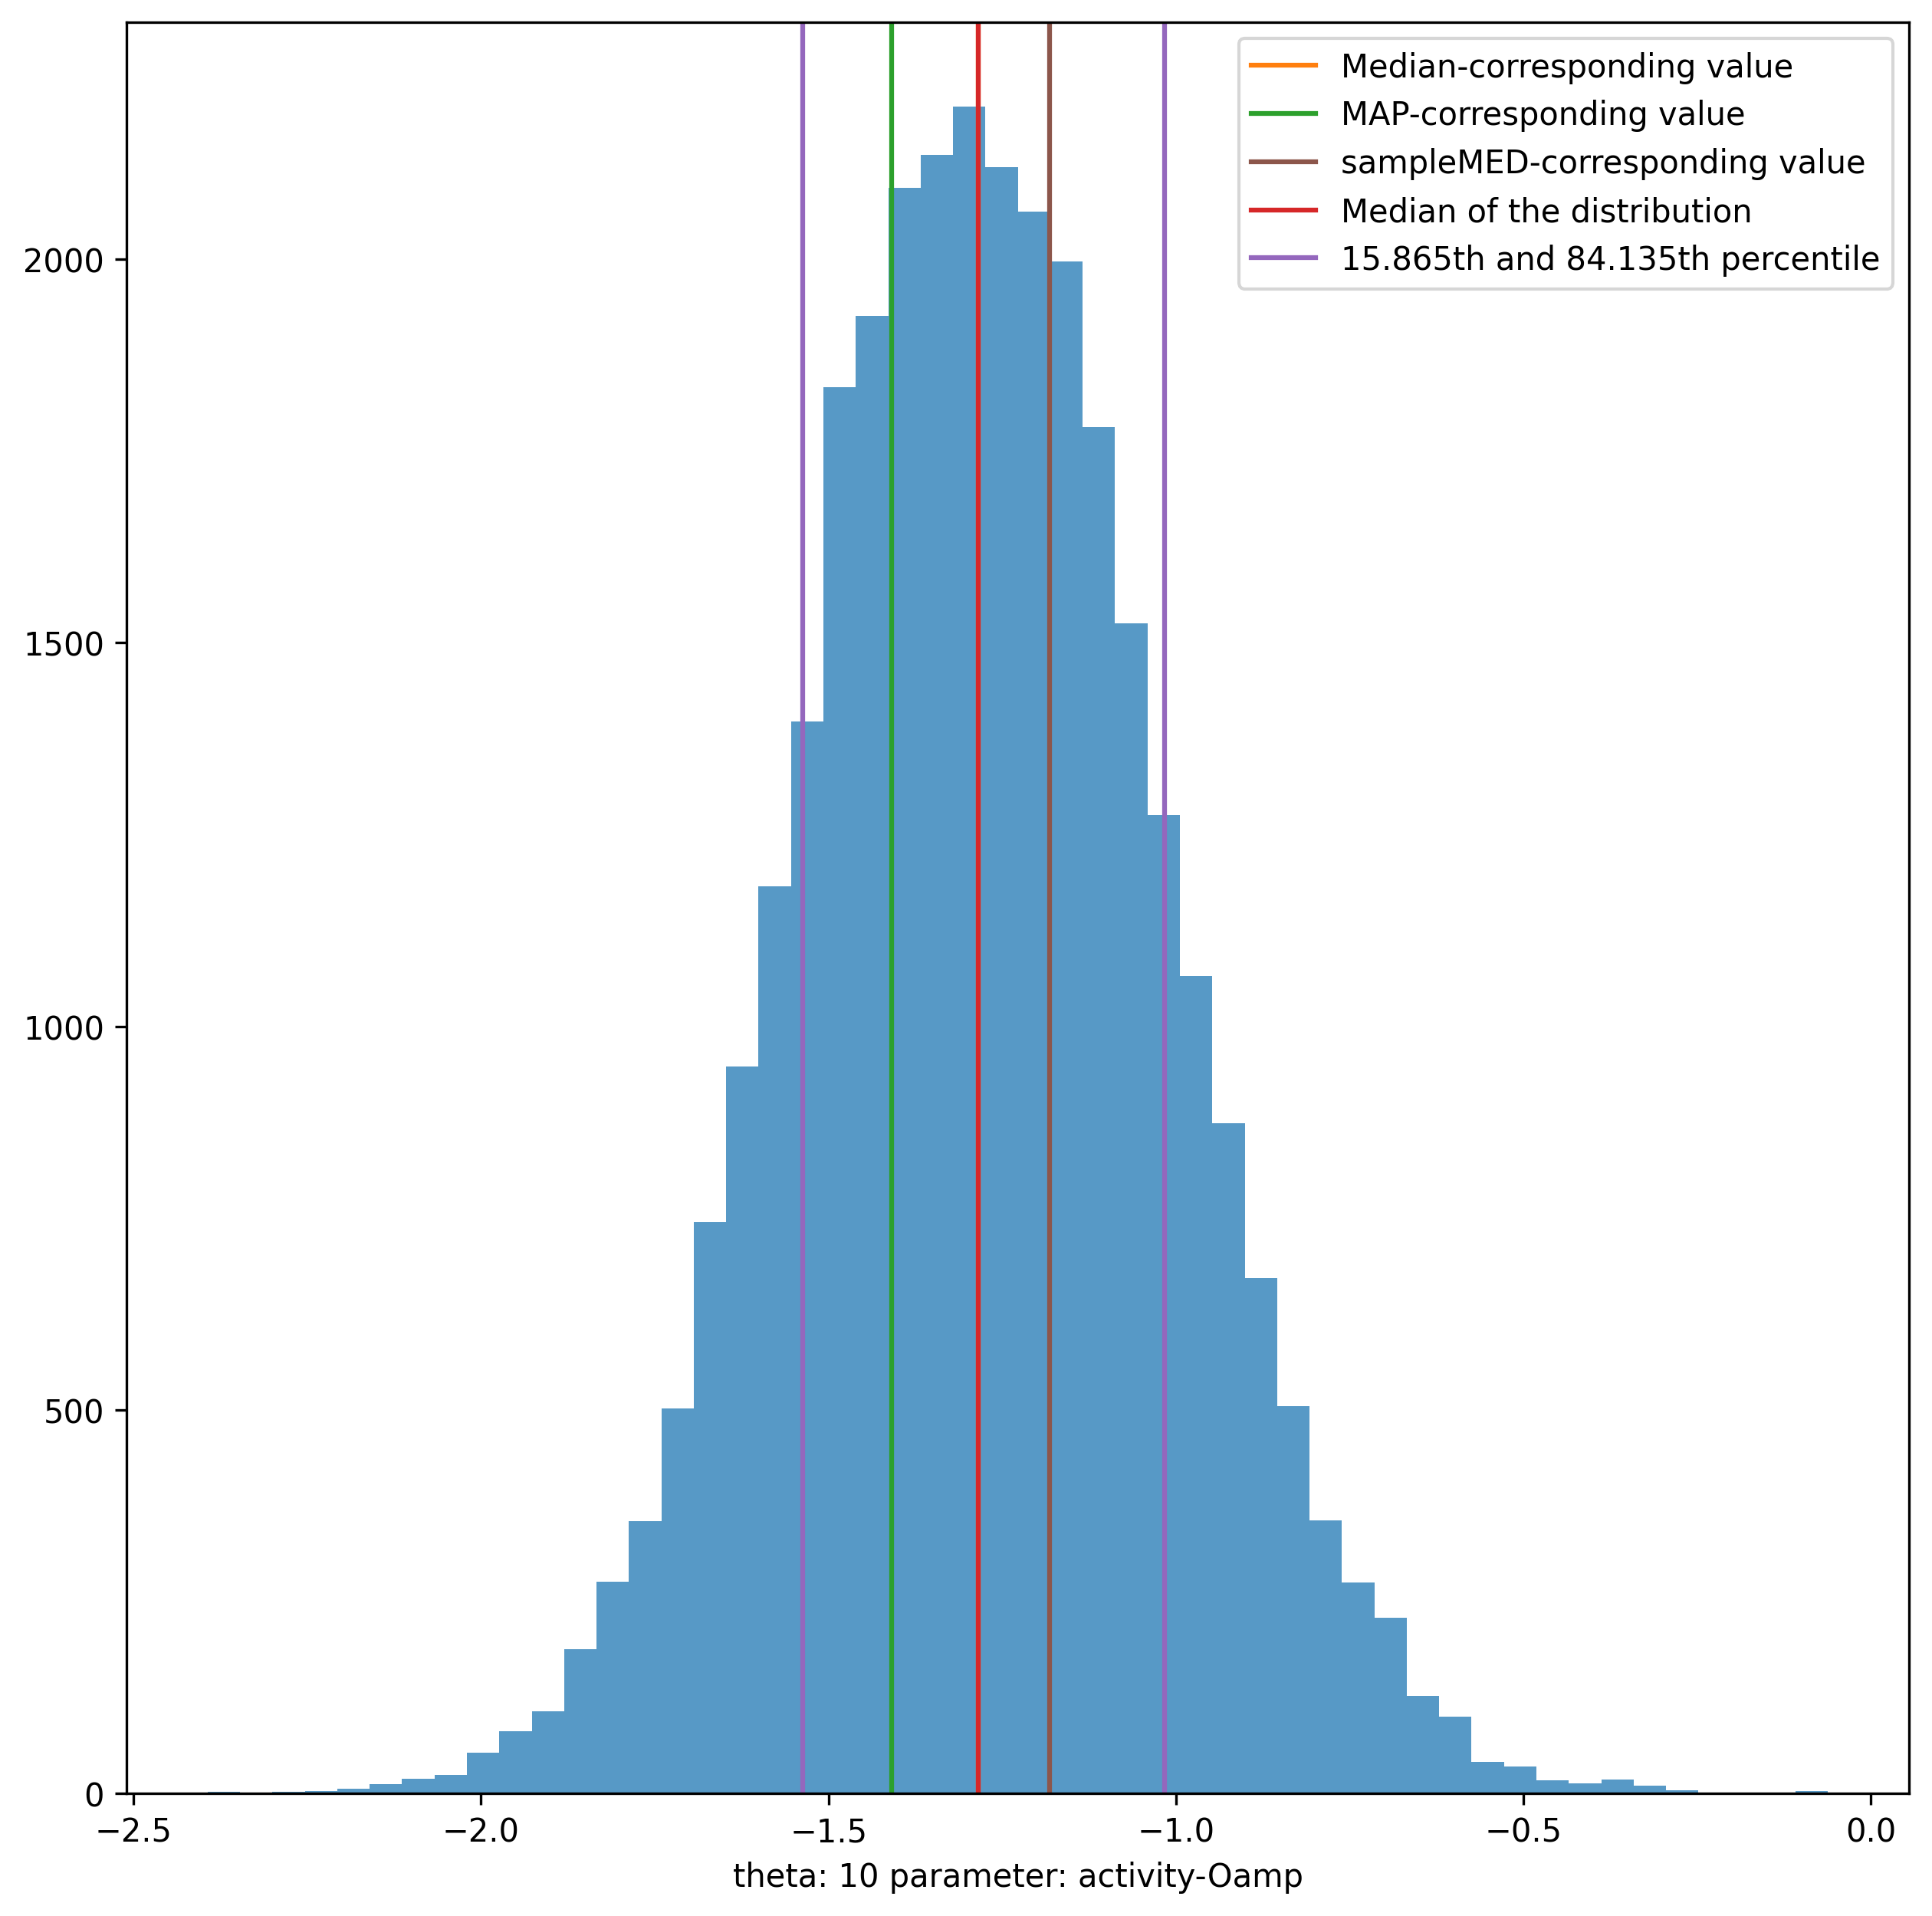 Median-corresponding value
MAP-corresponding value
sampleMED-corresponding value
Median of the distribution
15.865th and 84.135th percentile
2000
1500
1000
500
0
−2.5 −2.0 −1.5 −1.0 −0.5 0.0
theta: 10 parameter: activity-Oamp